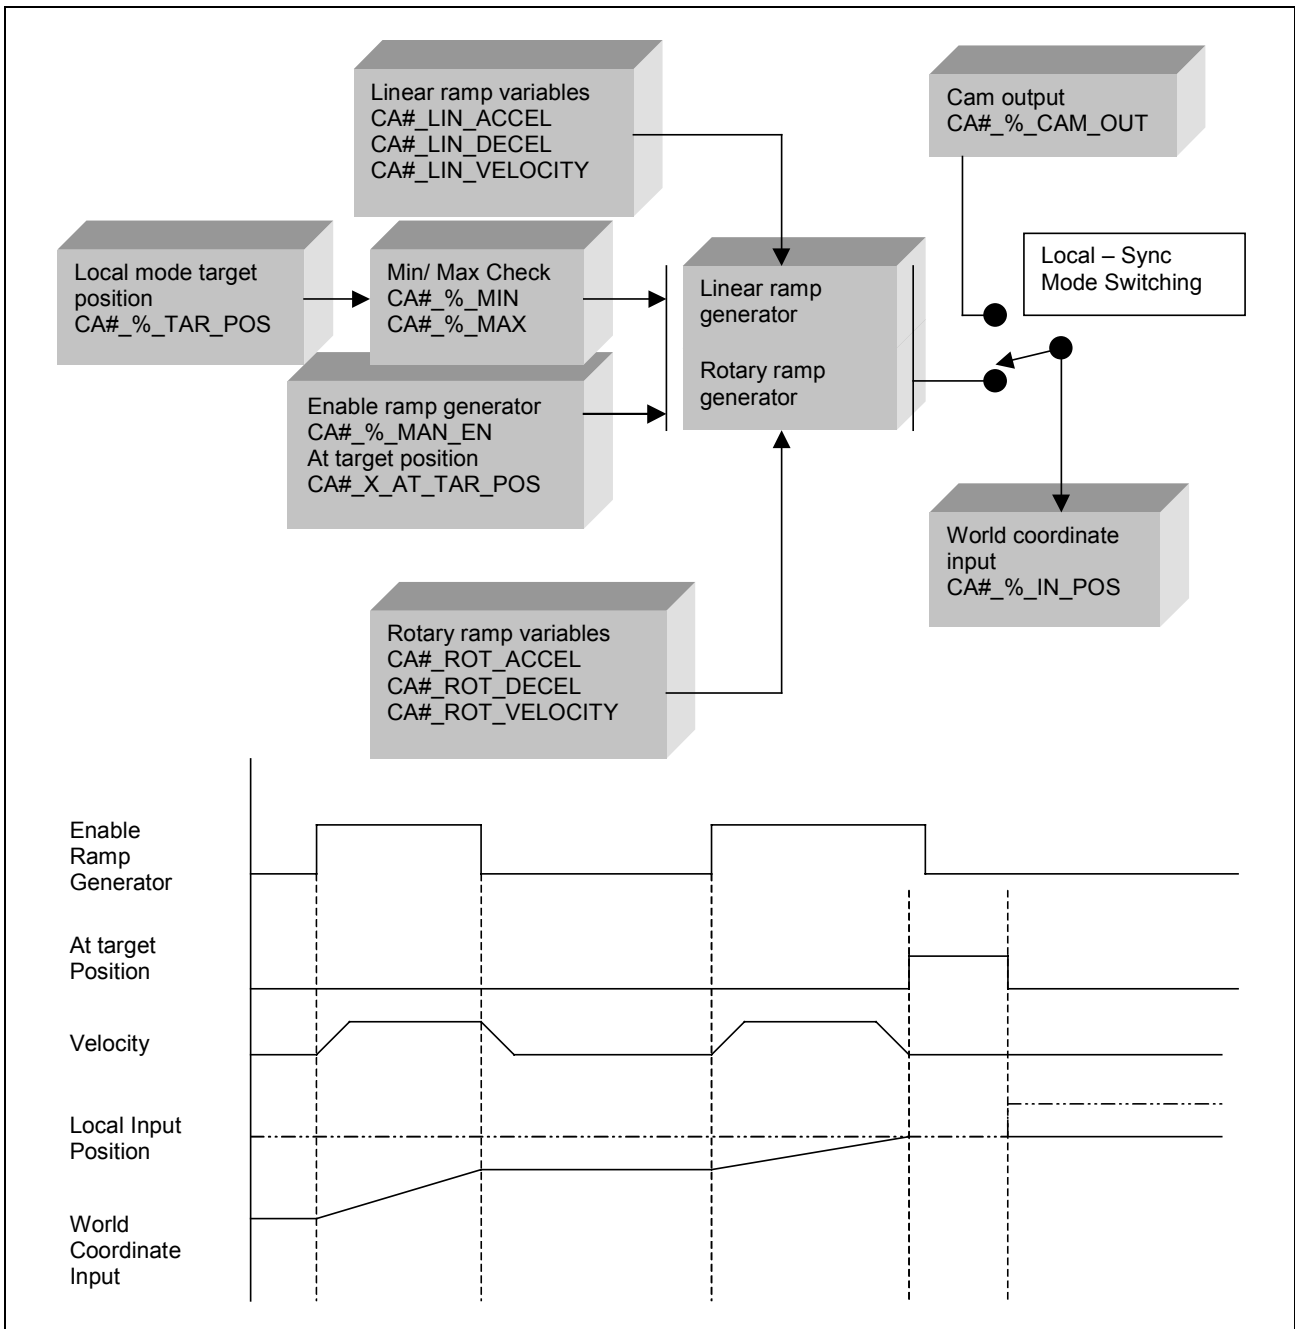 Linear ramp variables
CA#_LIN_ACCEL
CA#_LIN_DECEL
CA#_LIN_VELOCITY
Cam output
CA#_%_CAM_OUT
Local mode target
position
CA#_%_TAR_POS
Min/ Max Check
CA#_%_MIN
CA#_%_MAX
Linear ramp
generator
Rotary ramp
generator
Local – Sync
Mode Switching
Enable ramp generator
CA#_%_MAN_EN
At target position
CA#_X_AT_TAR_POS
World coordinate
input
CA#_%_IN_POS
Rotary ramp variables
CA#_ROT_ACCEL
CA#_ROT_DECEL
CA#_ROT_VELOCITY
Enable
Ramp
Generator
At target
Position
Velocity
Local Input
Position
World
Coordinate
Input